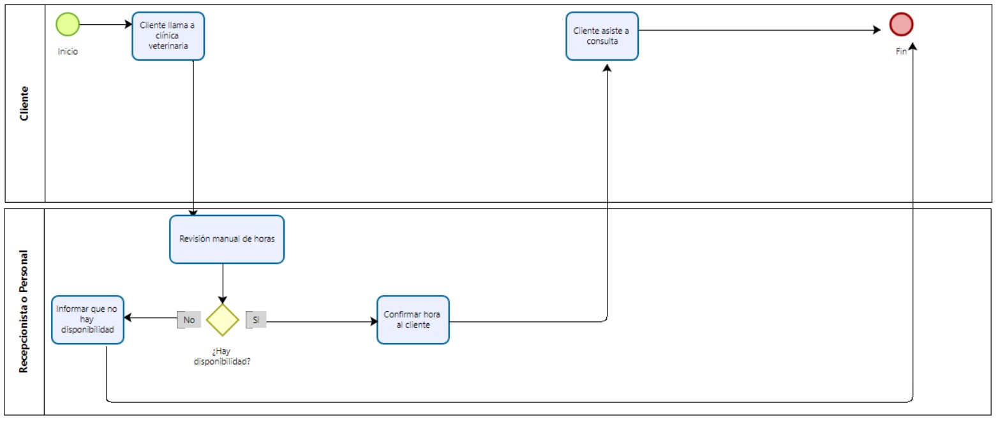 Cliente
Inicio
Cliente llama a
clínica
veterinaria
Cliente asiste a
consulta
Fin
Recepcionista o Personal
Revisión manual de horas
Informar que no
hay
disponibilidad
No
Si
¿Hay
disponibilidad?
Confirmar hora
al cliente